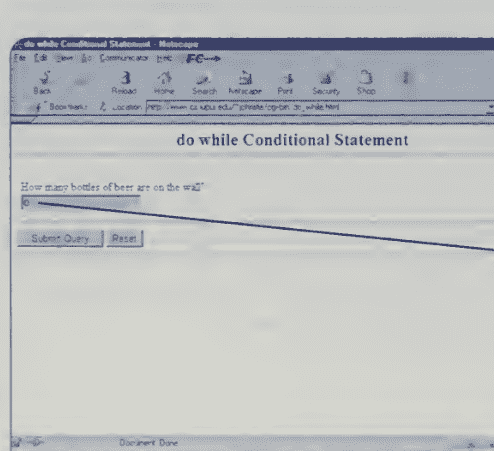 do while Conditional Statement - Netscape
File Edit View Go Communicator Help
Back Reload Home Search Netscape Print Security Shop
Bookmarks Location
do while Conditional Statement
How many bottles of beer are on the wall?
Submit Query Reset
Document Done